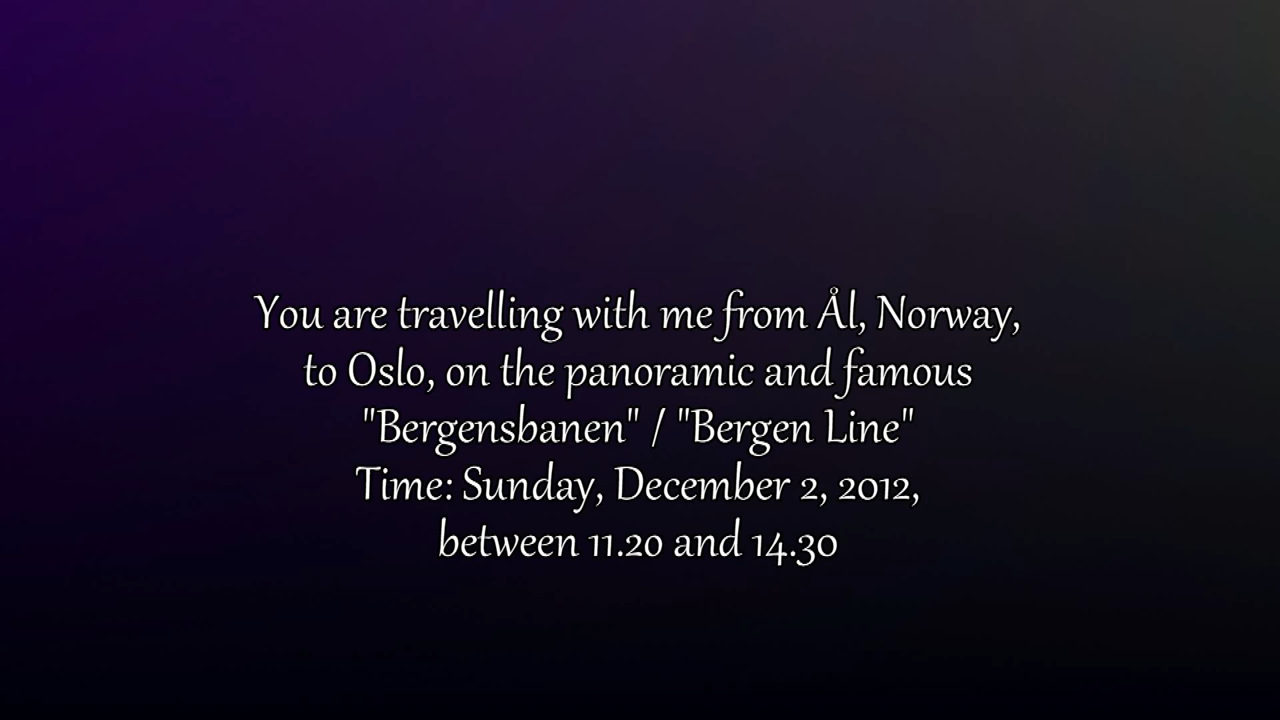 You are travelling with me from Ål, Norway,
to Oslo, on the panoramic and famous
"Bergensbanen" / "Bergen Line"
Time: Sunday, December 2, 2012,
between 11.20 and 14.30